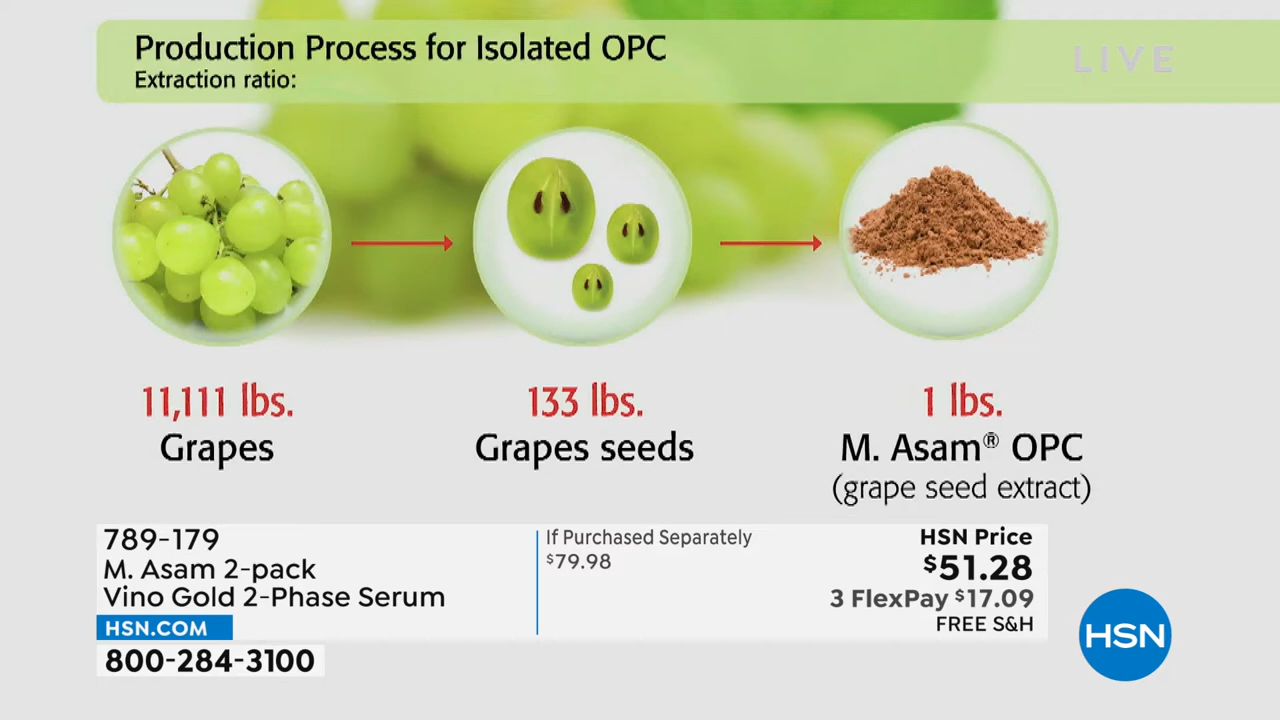 Production Process for Isolated OPC
Extraction ratio:
LIVE
11,111 lbs.
Grapes
133 lbs.
Grapes seeds
1 lbs.
M. Asam® OPC
(grape seed extract)
789-179
M. Asam 2-pack
Vino Gold 2-Phase Serum
HSN.COM
800-284-3100
If Purchased Separately
$79.98
HSN Price
$51.28
3 FlexPay $17.09
FREE S&H
HSN